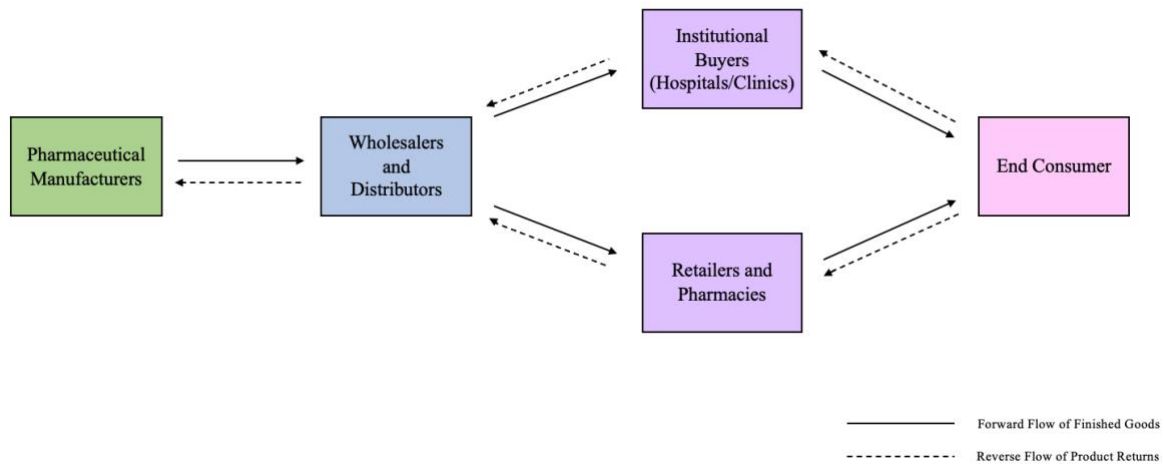 Pharmaceutical
Manufacturers
Wholesalers
and
Distributors
Institutional
Buyers
(Hospitals/Clinics)
Retailers and
Pharmacies
End Consumer
Forward Flow of Finished Goods
Reverse Flow of Product Returns